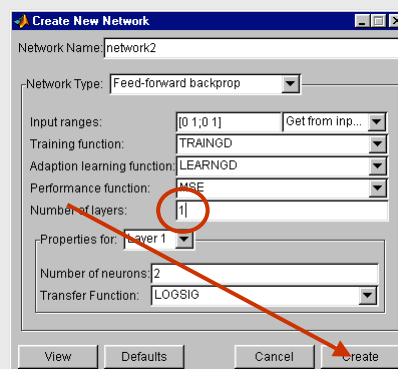 Create New Network
Network Name: network2
Network Type: Feed-forward backprop
Input ranges: [0 1;0 1] Get from inp...
Training function: TRAINGD
Adaption learning function: LEARNGD
Performance function: MSE
Number of layers: 1
Properties for: Layer 1
Number of neurons: 2
Transfer Function: LOGSIG
View Defaults Cancel Create